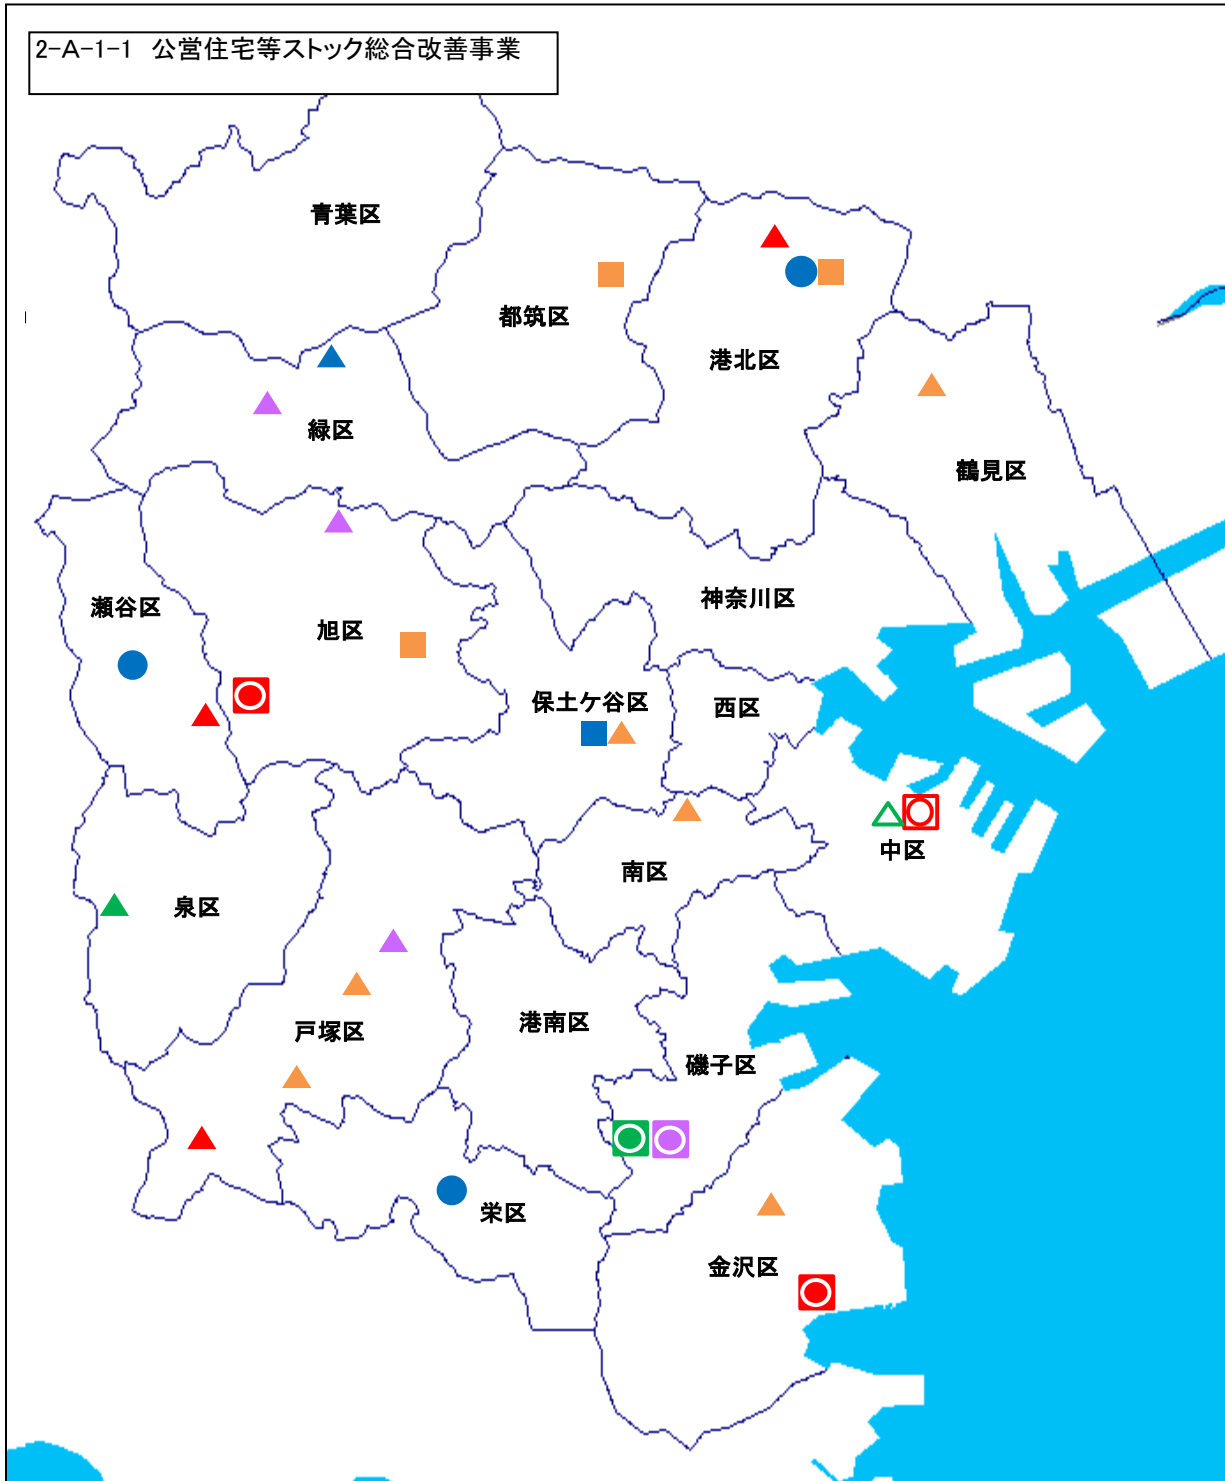 2-A-1-1 公営住宅等ストック総合改善事業
青葉区
都筑区
港北区
緑区
鶴見区
瀬谷区
旭区
神奈川区
保土ケ谷区
西区
中区
南区
泉区
港南区
戸塚区
磯子区
栄区
金沢区